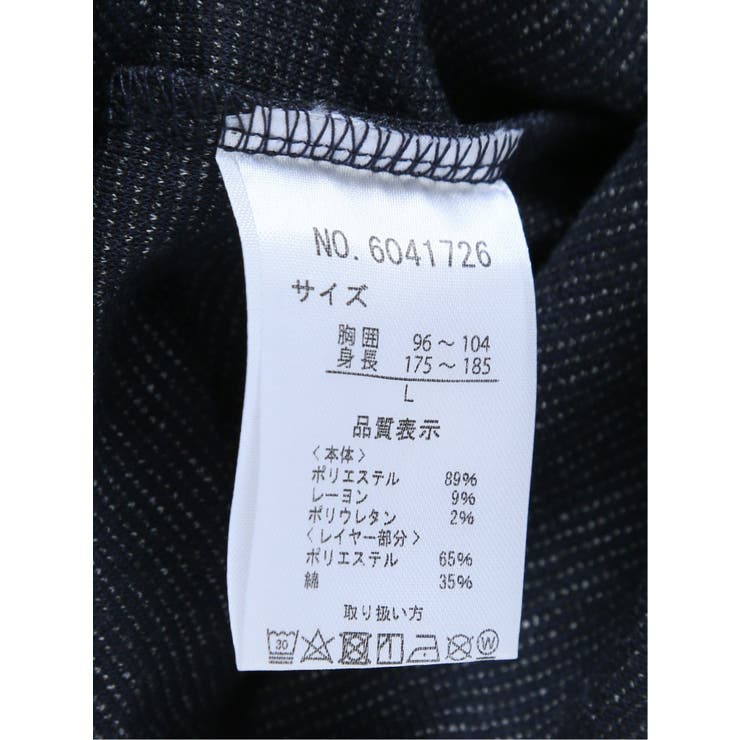 NO. 6041726
サイズ
胸囲 96～104
身長 175～185
L
品質表示
〈本体〉
ポリエステル 89%
レーヨン 9%
ポリウレタン 2%
〈レイヤー部分〉
ポリエステル 65%
綿 35%
取り扱い方
30 W